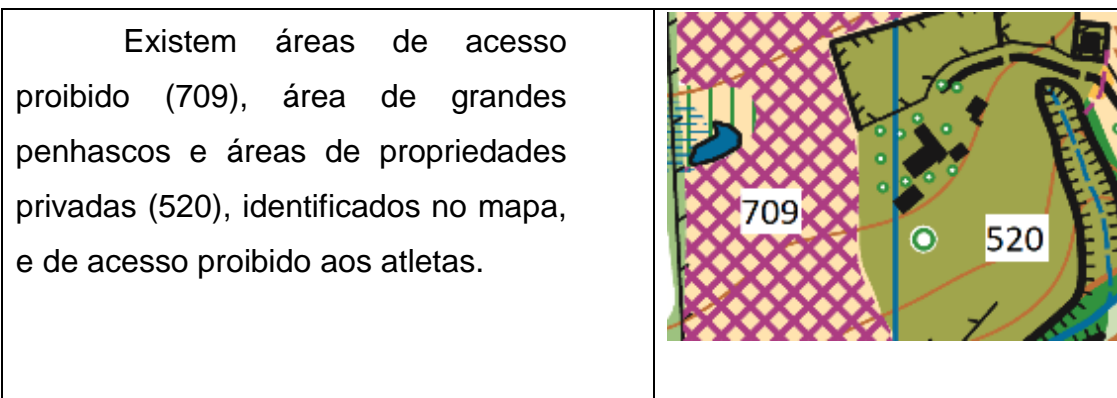 Existem áreas de acesso
proibido (709), área de grandes
penhascos e áreas de propriedades
privadas (520), identificados no mapa,
e de acesso proibido aos atletas.
709
520